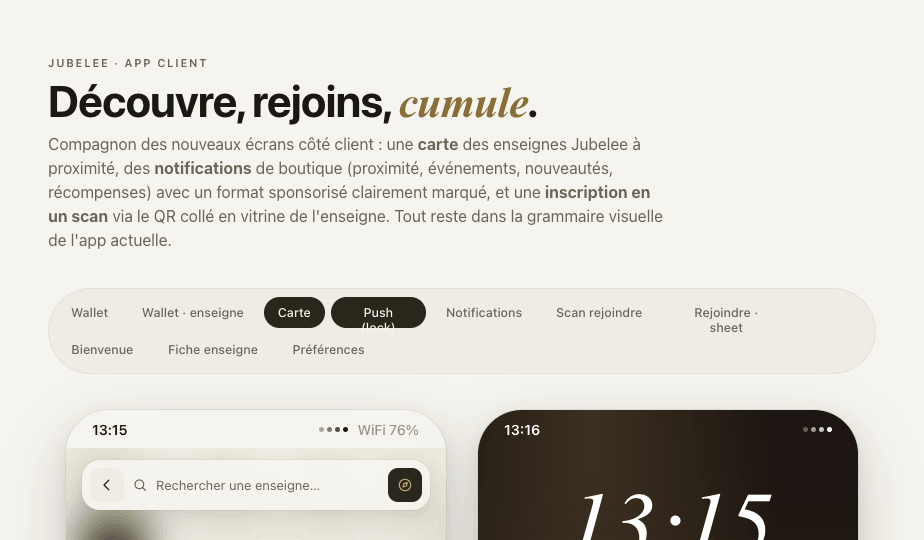 JUBELEE · APP CLIENT
Découvre, rejoins, cumule.
Compagnon des nouveaux écrans côté client : une carte des enseignes Jubelee à
proximité, des notifications de boutique (proximité, événements, nouveautés,
récompenses) avec un format sponsorisé clairement marqué, et une inscription en
un scan via le QR collé en vitrine de l'enseigne. Tout reste dans la grammaire visuelle
de l'app actuelle.
Wallet
Wallet · enseigne
Carte
Push
(lock)
Notifications
Scan rejoindre
Rejoindre ·
sheet
Bienvenue
Fiche enseigne
Préférences
13:15
WiFi 76%
Rechercher une enseigne...
13:16
13:15